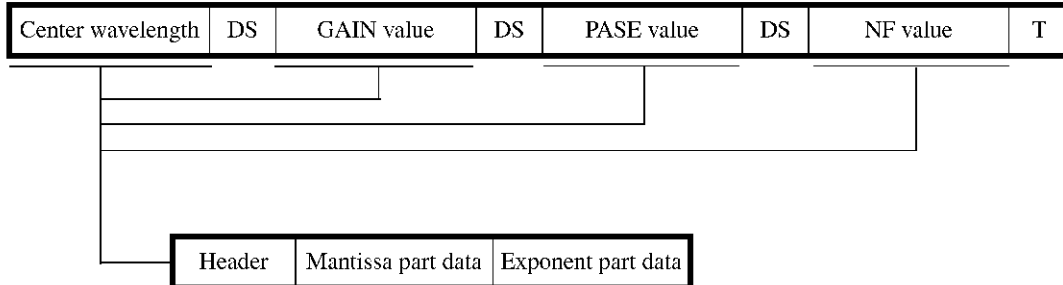 Center wavelength DS GAIN value DS PASE value DS NF value T
Header Mantissa part data Exponent part data